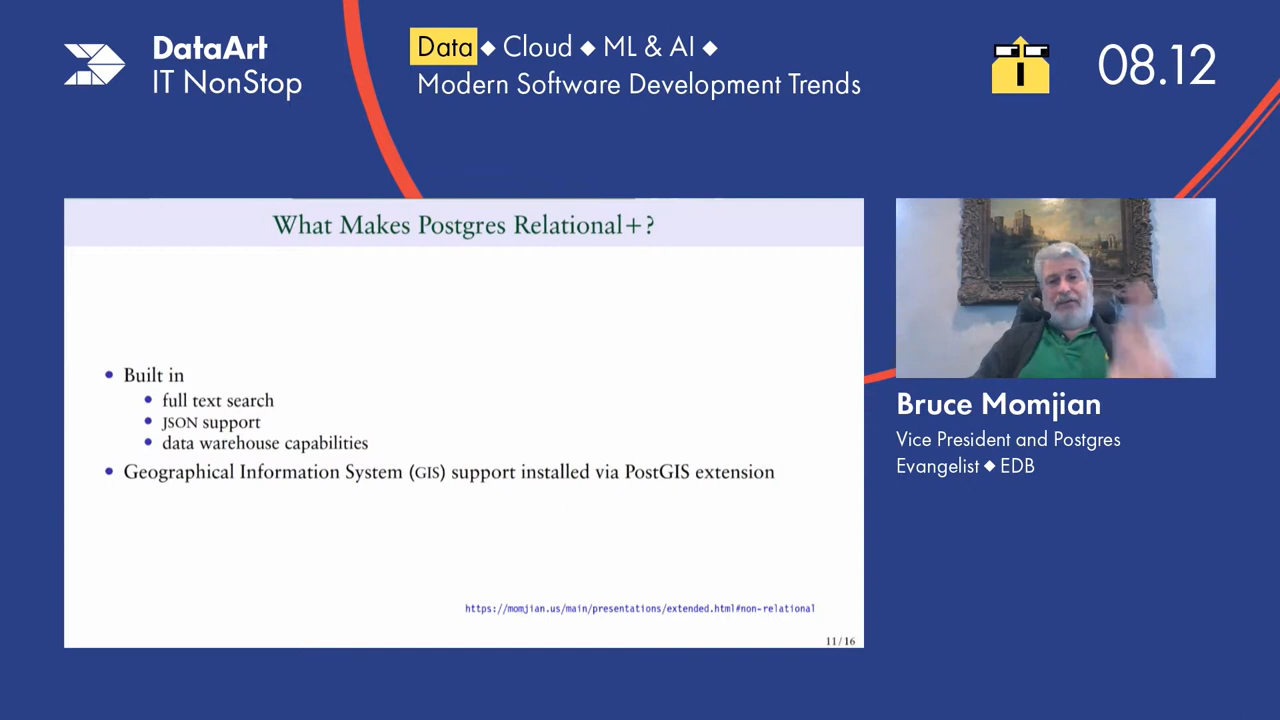 DataArt
IT NonStop
Data ◆ Cloud ◆ ML & AI ◆
Modern Software Development Trends
08.12
What Makes Postgres Relational+?
• Built in
• full text search
• JSON support
• data warehouse capabilities
• Geographical Information System (GIS) support installed via PostGIS extension
https://momjian.us/main/presentations/extended.html#non-relational
11/16
Bruce Momjian
Vice President and Postgres
Evangelist ◆ EDB